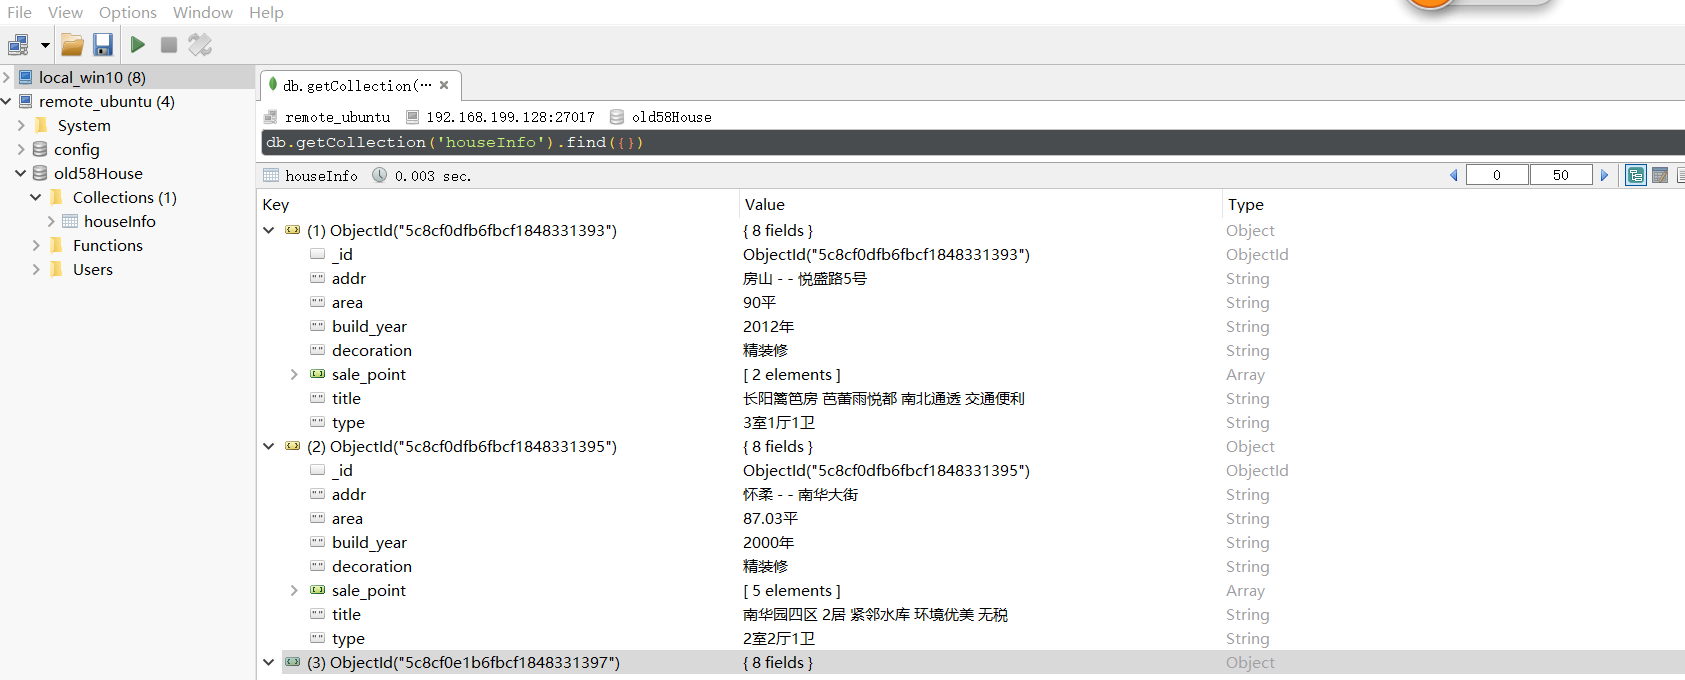 File View Options Window Help
local_win10 (8)
remote_ubuntu (4)
System
config
old58House
Collections (1)
houseInfo
Functions
Users
db.getCollection(⋯
remote_ubuntu 192.168.199.128:27017 old58House
db.getCollection('houseInfo').find({})
houseInfo 0.003 sec. 0 50
Key Value Type
(1) ObjectId("5c8cf0dfb6fbcf1848331393") { 8 fields } Object
_id ObjectId("5c8cf0dfb6fbcf1848331393") ObjectId
addr 房山 - - 悦盛路5号 String
area 90平 String
build_year 2012年 String
decoration 精装修 String
sale_point [ 2 elements ] Array
title 长阳篱笆房 芭蕾雨悦都 南北通透 交通便利 String
type 3室1厅1卫 String
(2) ObjectId("5c8cf0dfb6fbcf1848331395") { 8 fields } Object
_id ObjectId("5c8cf0dfb6fbcf1848331395") ObjectId
addr 怀柔 - - 南华大街 String
area 87.03平 String
build_year 2000年 String
decoration 精装修 String
sale_point [ 5 elements ] Array
title 南华园四区 2居 紧邻水库 环境优美 无税 String
type 2室2厅1卫 String
(3) ObjectId("5c8cf0e1b6fbcf1848331397") { 8 fields } Object